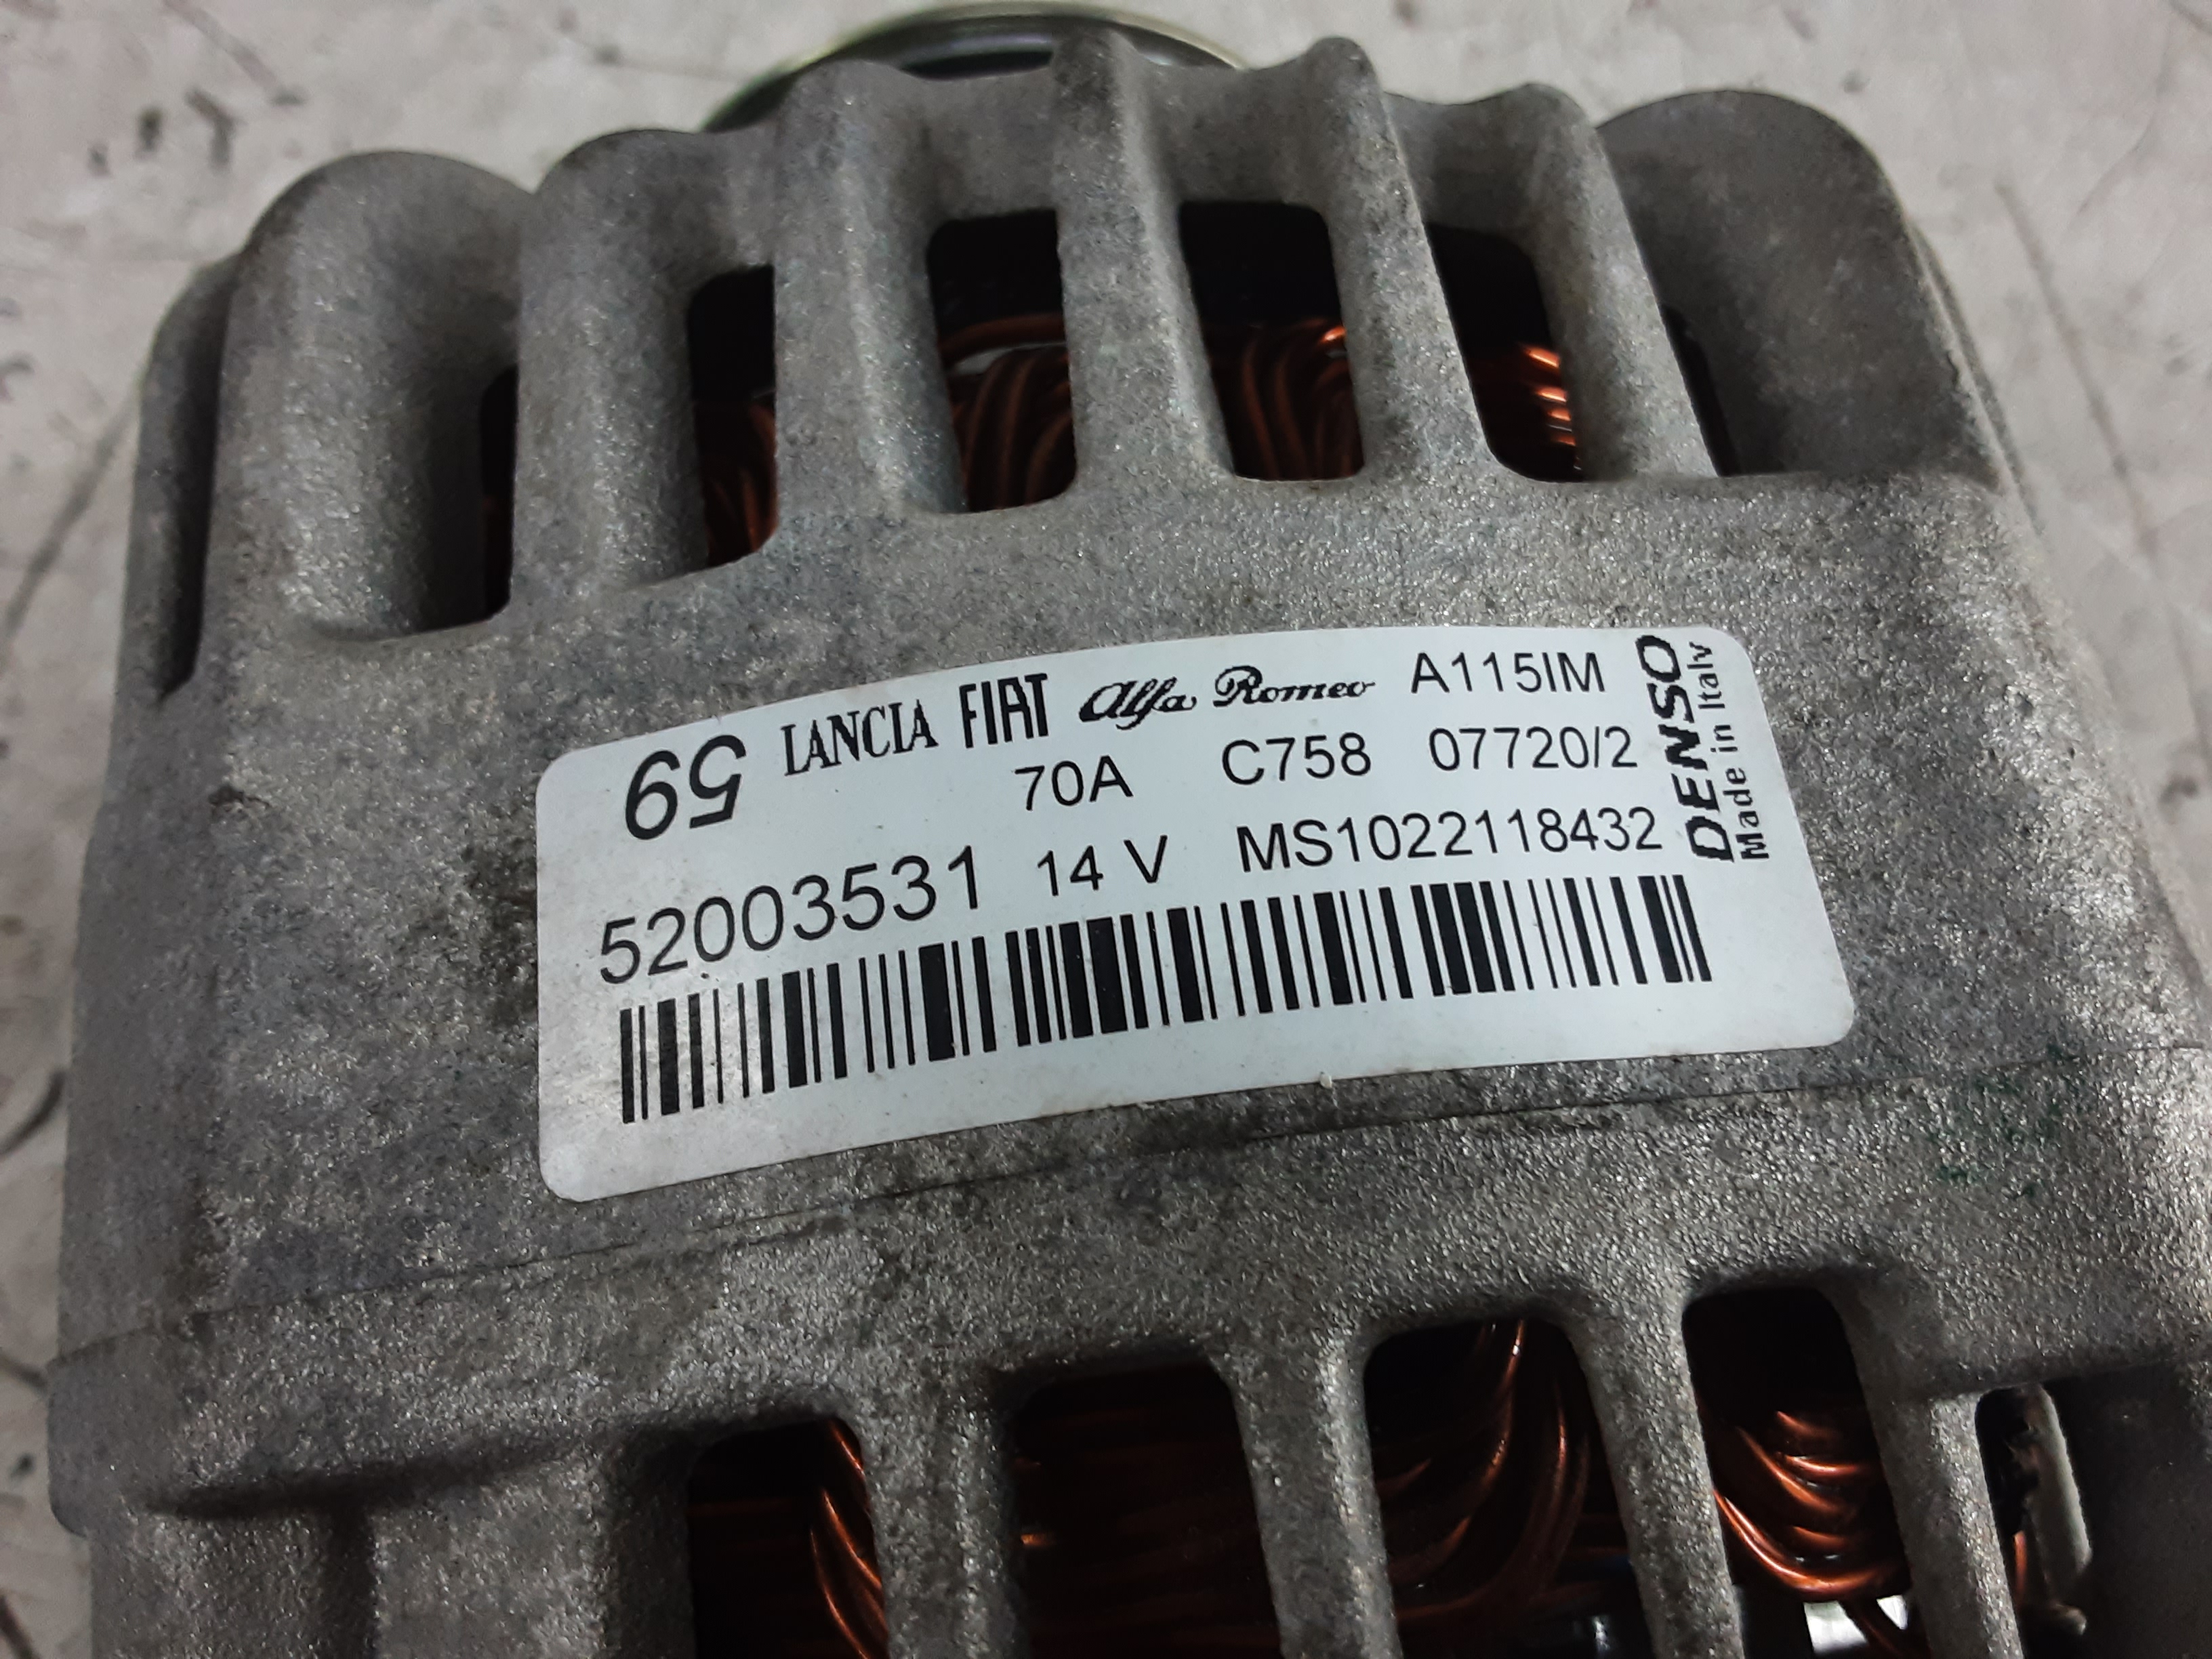 59 LANCIA FIAT Alfa Romeo A115IM
70A C758 07720/2
52003531 14 V MS1022118432
DENSO
Made in Italy